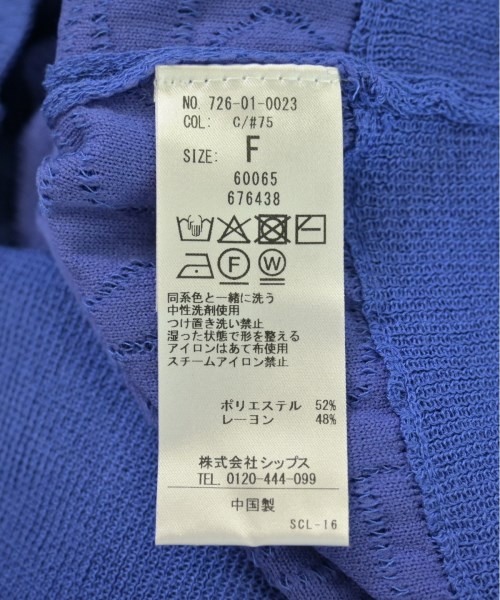 NO. 726-01-0023
COL: C/#75
SIZE: F
60065
676438
F W
同系色と一緒に洗う
中性洗剤使用
つけ置き洗い禁止
湿った状態で形を整える
アイロンはあて布使用
スチームアイロン禁止
ポリエステル 52%
レーヨン 48%
株式会社シップス
TEL 0120-444-099
中国製
SCL-16